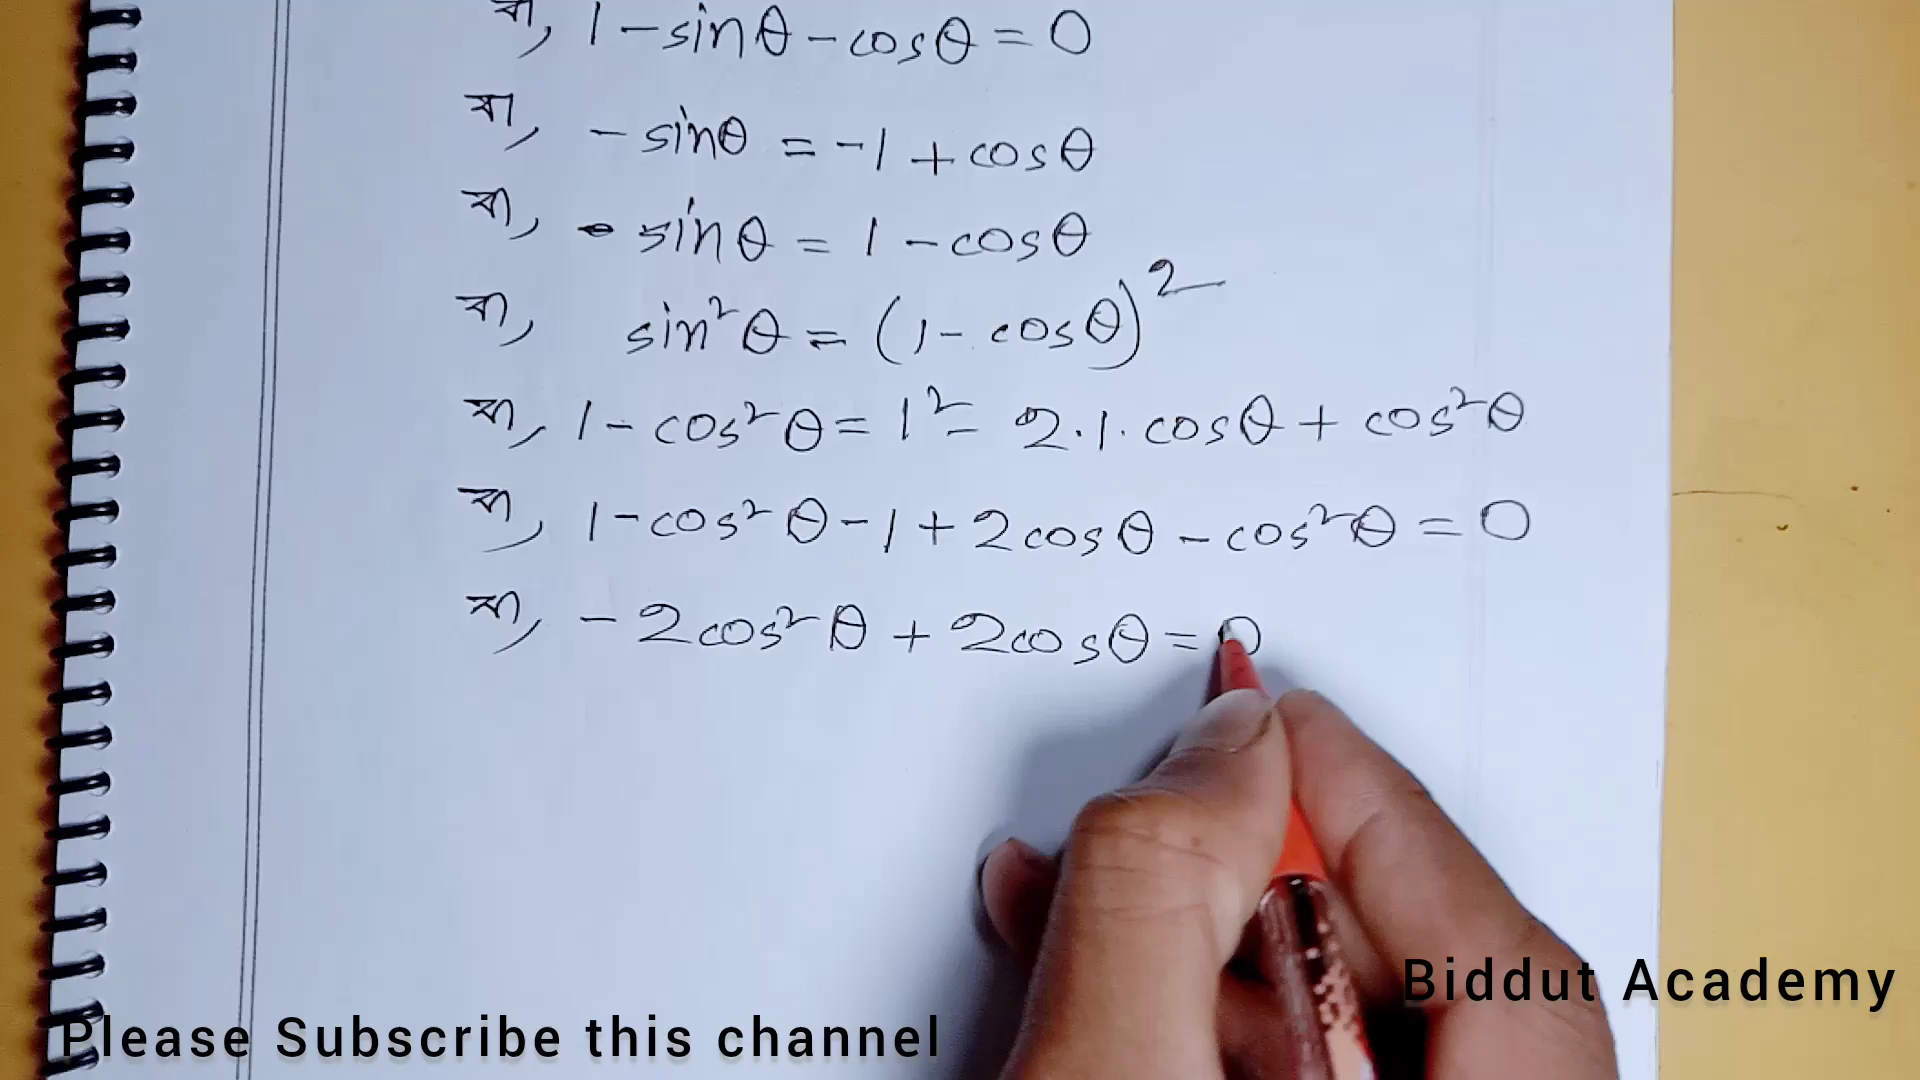 বা, 1 - sinθ - cosθ = 0
বা, - sinθ = -1 + cosθ
বা, - sinθ = 1 - cosθ
বা, sin²θ = (1 - cosθ)²
বা, 1 - cos²θ = 1² - 2.1.cosθ + cos²θ
বা, 1 - cos²θ - 1 + 2cosθ - cos²θ = 0
বা, - 2cos²θ + 2cosθ = 0
Biddut Academy
Please Subscribe this channel